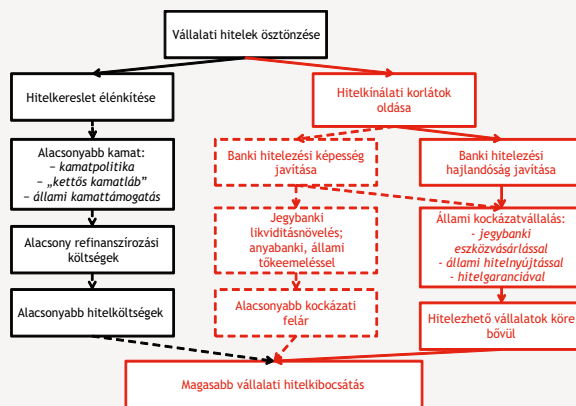 Vállalati hitelek ösztönzése
Hitelkereslet élénkítése
Hitelkínálati korlátok
oldása
Alacsonyabb kamat:
– kamatpolitika
– „kettős kamatláb”
– állami kamattámogatás
Banki hitelezési képesség
javítása
Banki hitelezési
hajlandóság javítása
Alacsony refinanszírozási
költségek
Jegybanki
likviditásnövelés;
anyabanki, állami
tőkeemeléssel
Állami kockázatvállalás:
- jegybanki
eszközvásárlással
- állami hitelnyújtással
- hitelgaranciával
Alacsonyabb hitelköltségek
Alacsonyabb kockázati
felár
Hitelezhető vállalatok köre
bővül
Magasabb vállalati hitelkibocsátás